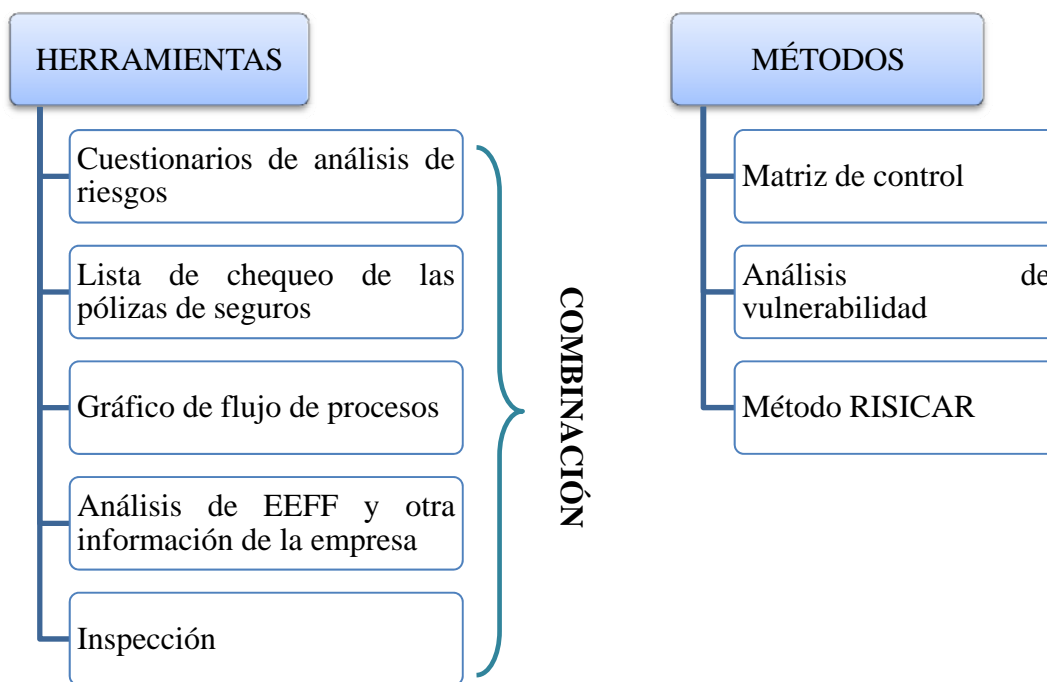 HERRAMIENTAS
Cuestionarios de análisis de
riesgos
Lista de chequeo de las
pólizas de seguros
Gráfico de flujo de procesos
Análisis de EEFF y otra
información de la empresa
Inspección
COMBINACIÓN
MÉTODOS
Matriz de control
Análisis de
vulnerabilidad
Método RISICAR